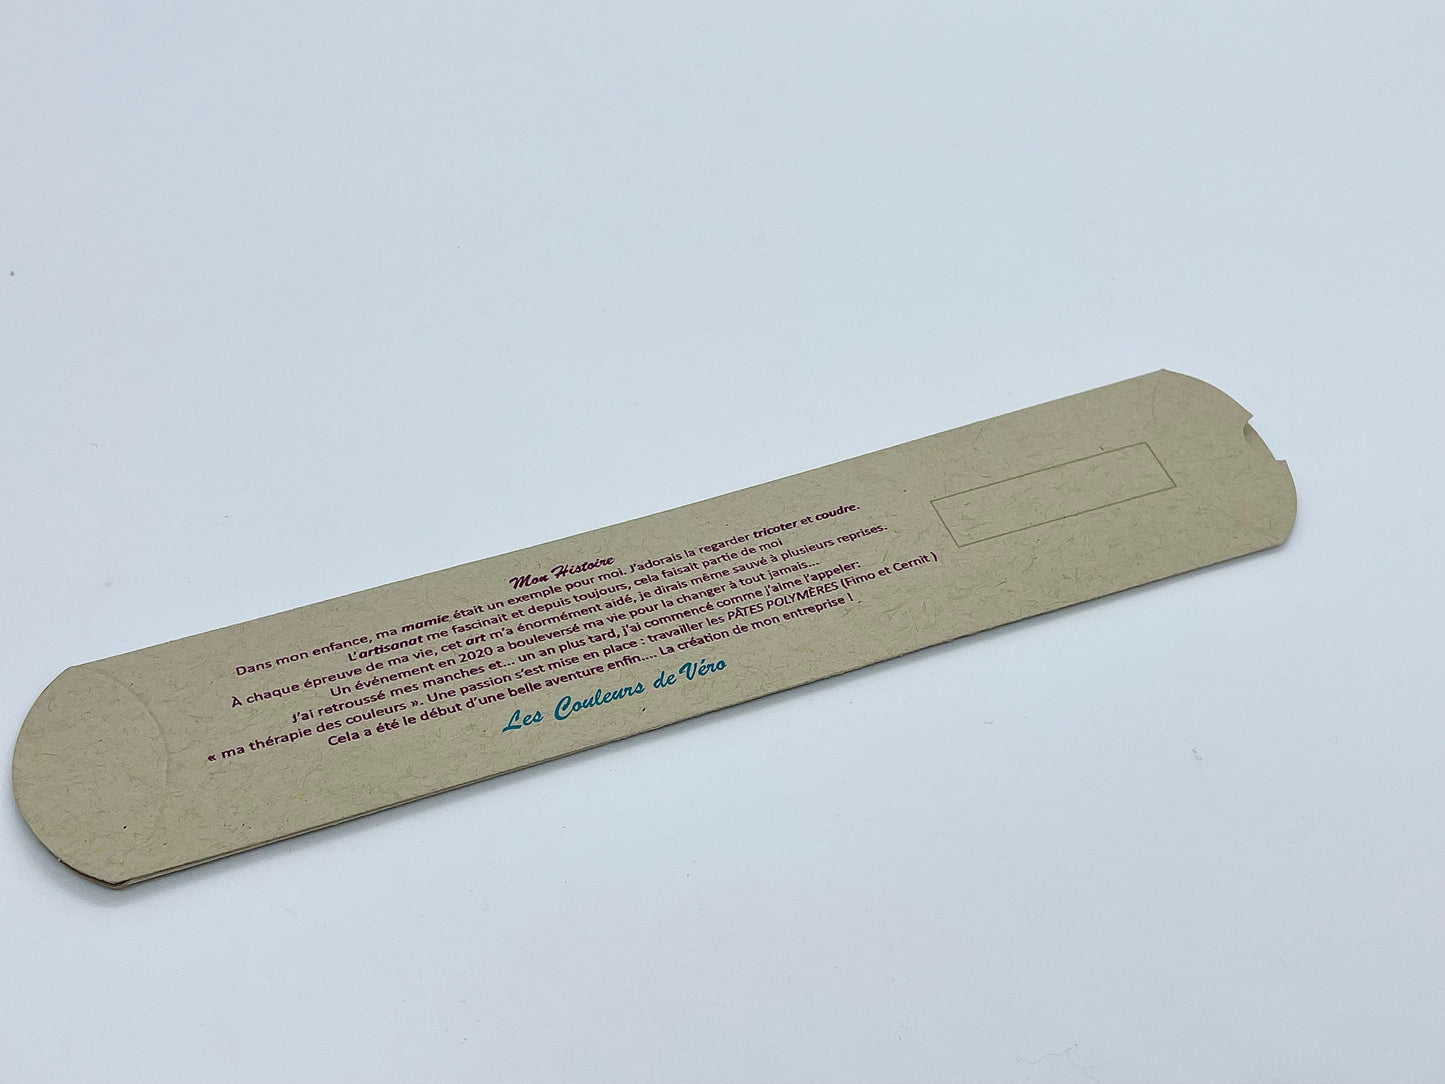 Mon Histoire
Dans mon enfance, ma mamie était un exemple pour moi. J'adorais la regarder tricoter et coudre.
L'artisanat me fascinait et depuis toujours, cela faisait partie de moi
À chaque épreuve de ma vie, cet art m'a énormément aidé, je dirais même sauvé à plusieurs reprises.
Un événement en 2020 a bouleversé ma vie pour la changer à tout jamais...
J'ai retroussé mes manches et... un an plus tard, j'ai commencé comme j'aime l'appeler:
« ma thérapie des couleurs ». Une passion s'est mise en place : travailler les PÂTES POLYMÈRES (Fimo et Cernit )
Cela a été le début d'une belle aventure enfin.... La création de mon entreprise !
Les Couleurs de Véro